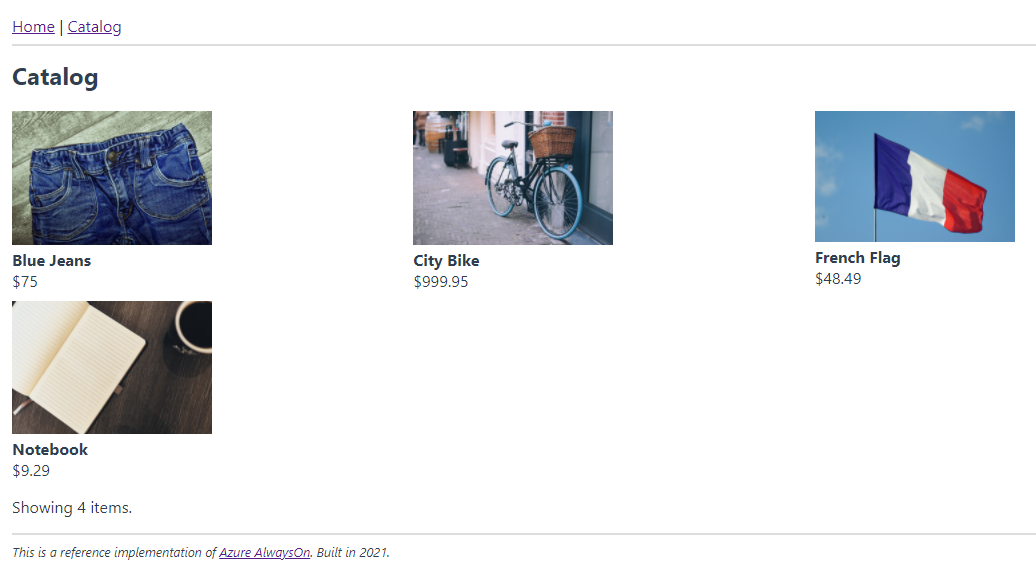 Home | Catalog
Catalog
Blue Jeans
$75
City Bike
$999.95
French Flag
$48.49
Notebook
$9.29
Showing 4 items.
This is a reference implementation of Azure AlwaysOn. Built in 2021.